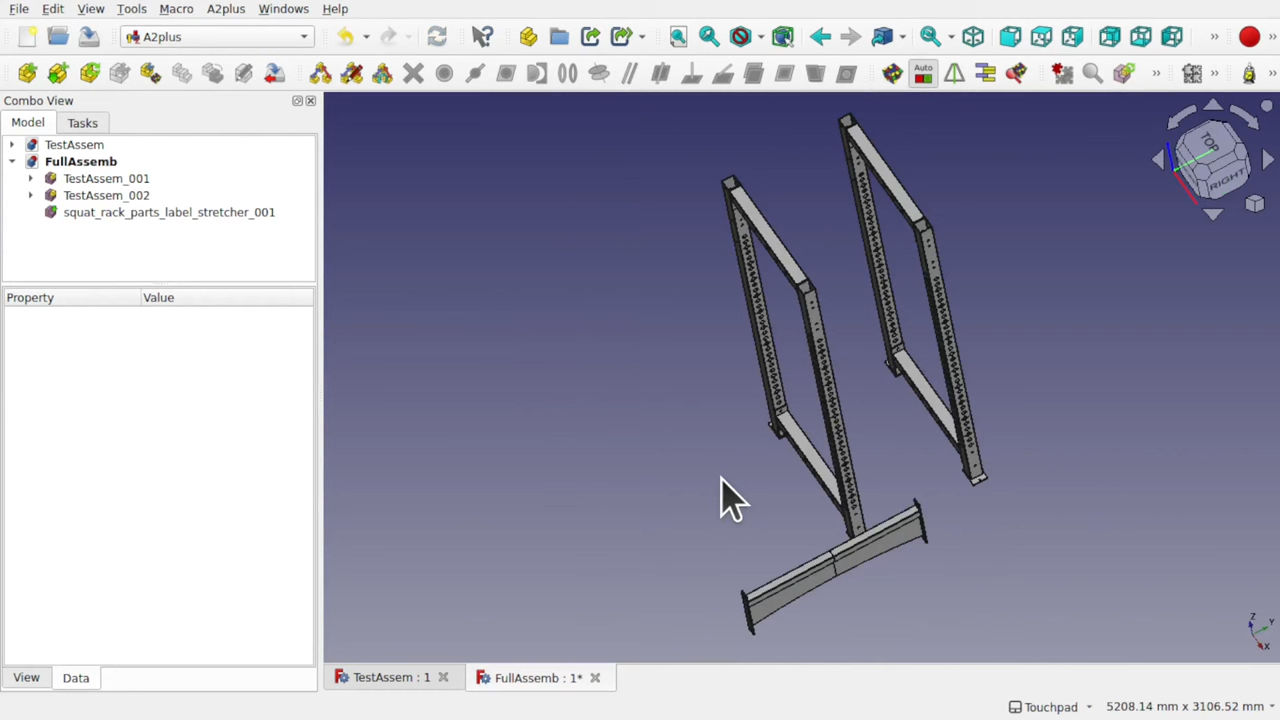 File Edit View Tools Macro A2plus Windows Help
A2plus
Auto
Combo View
Model Tasks
TestAssem
FullAssemb
TestAssem_001
TestAssem_002
squat_rack_parts_label_stretcher_001
Property Value
TOP
RIGHT
Z
Y
X
View Data
TestAssem : 1
FullAssemb : 1*
Touchpad
5208.14 mm x 3106.52 mm